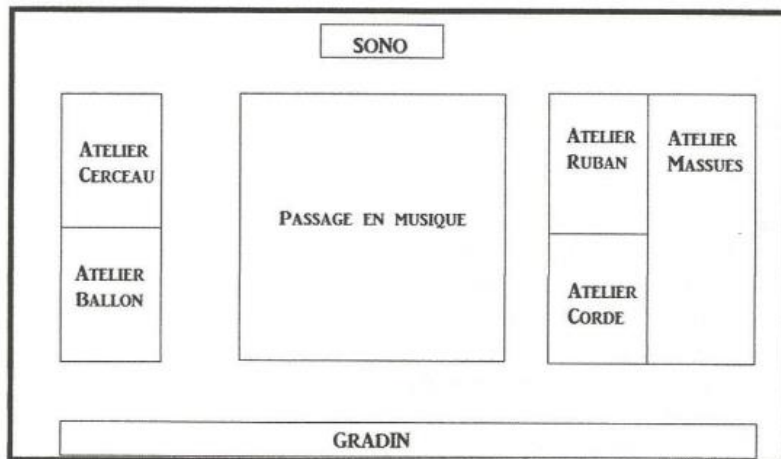 SONO
ATELIER
CERCEAU
ATELIER
BALLON
PASSAGE EN MUSIQUE
ATELIER
RUBAN
ATELIER
CORDE
ATELIER
MASSUES
GRADIN